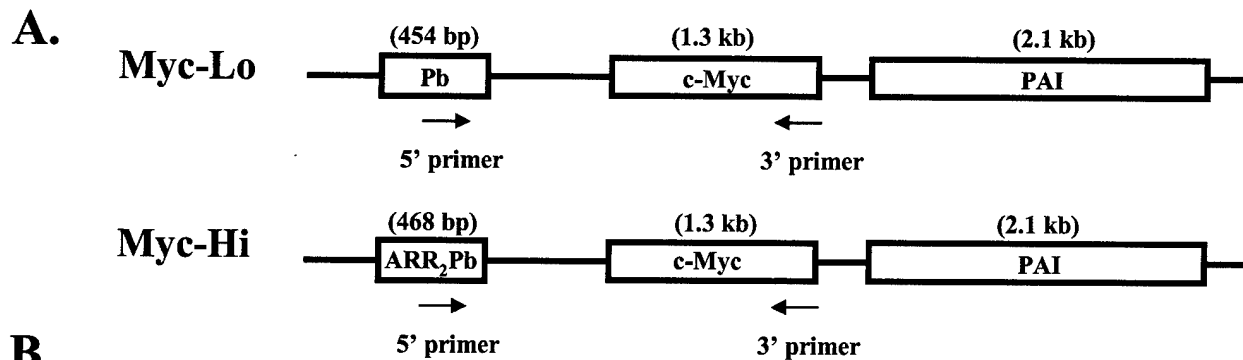 A.
Myc-Lo
(454 bp) (1.3 kb) (2.1 kb)
Pb c-Myc PAI
5’ primer 3’ primer
Myc-Hi
(468 bp) (1.3 kb) (2.1 kb)
ARR₂Pb c-Myc PAI
5’ primer 3’ primer
B